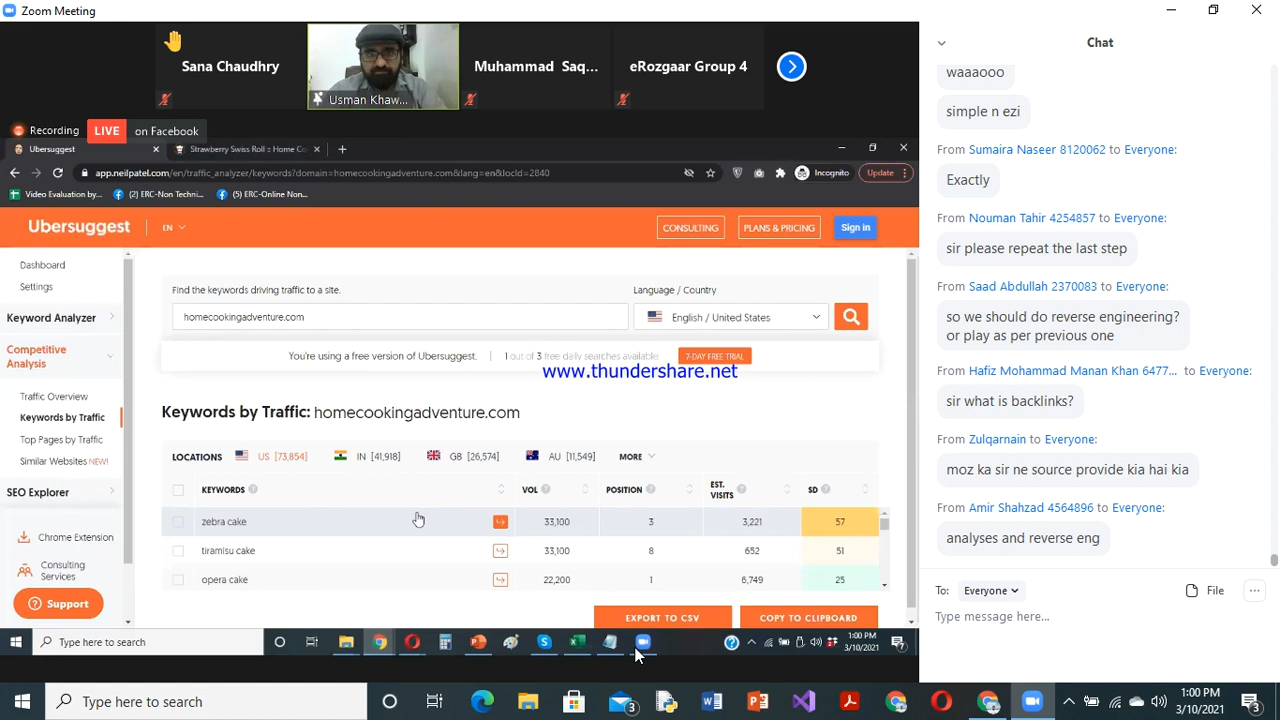 Zoom Meeting
Sana Chaudhry
Usman Khaw...
Muhammad Saq...
eRozgaar Group 4
Recording
LIVE
on Facebook
Ubersuggest
Strawberry Swiss Roll :: Home Co
app.neilpatel.com/en/traffic_analyzer/keywords?domain=homecookingadventure.com&lang=en&locId=2840
Incognito
Update
Video Evaluation by...
(2) ERC-Non Techni...
(5) ERC-Online Non...
Ubersuggest
EN
CONSULTING
PLANS & PRICING
Sign in
Dashboard
Settings
Keyword Analyzer
Competitive
Analysis
Traffic Overview
Keywords by Traffic
Top Pages by Traffic
Similar Websites NEW!
SEO Explorer
Chrome Extension
Consulting
Services
Support
Find the keywords driving traffic to a site.
Language / Country
homecookingadventure.com
English / United States
You're using a free version of Ubersuggest.
1 out of 3 free daily searches available
7-DAY FREE TRIAL
www.thundershare.net
Keywords by Traffic: homecookingadventure.com
LOCATIONS US [73,854] IN [41,918] GB [26,574] AU [11,549] MORE
KEYWORDS VOL POSITION EST. VISITS SD
zebra cake 33,100 3 3,221 57
tiramisu cake 33,100 8 652 51
opera cake 22,200 1 6,749 25
EXPORT TO CSV
COPY TO CLIPBOARD
Type here to search
1:00 PM
3/10/2021
7
Chat
waaaooo
simple n ezi
From Sumaira Naseer 8120062 to Everyone:
Exactly
From Nouman Tahir 4254857 to Everyone:
sir please repeat the last step
From Saad Abdullah 2370083 to Everyone:
so we should do reverse engineering?
or play as per previous one
From Hafiz Mohammad Manan Khan 6477... to Everyone:
sir what is backlinks?
From Zulqarnain to Everyone:
moz ka sir ne source provide kia hai kia
From Amir Shahzad 4564896 to Everyone:
analyses and reverse eng
To: Everyone
File
Type message here...
Type here to search
3
1:00 PM
3/10/2021
3